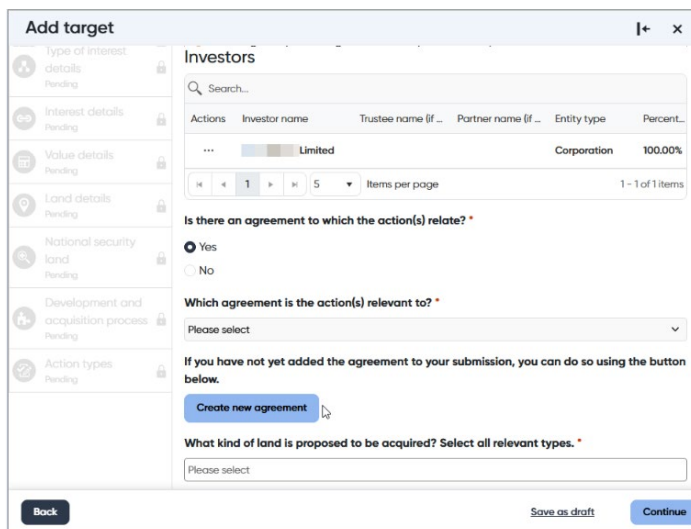 Add target
Type of interest
details
Pending
Interest details
Pending
Value details
Pending
Land details
Pending
National security
land
Pending
Development and
acquisition process
Pending
Action types
Pending
Investors
Search...
Actions Investor name Trustee name (if ... Partner name (if ... Entity type Percent...
... Limited Corporation 100.00%
1 5 Items per page 1 - 1 of 1 items
Is there an agreement to which the action(s) relate? *
Yes
No
Which agreement is the action(s) relevant to? *
Please select
If you have not yet added the agreement to your submission, you can do so using the button
below.
Create new agreement
What kind of land is proposed to be acquired? Select all relevant types. *
Please select
Back Save as draft Continue